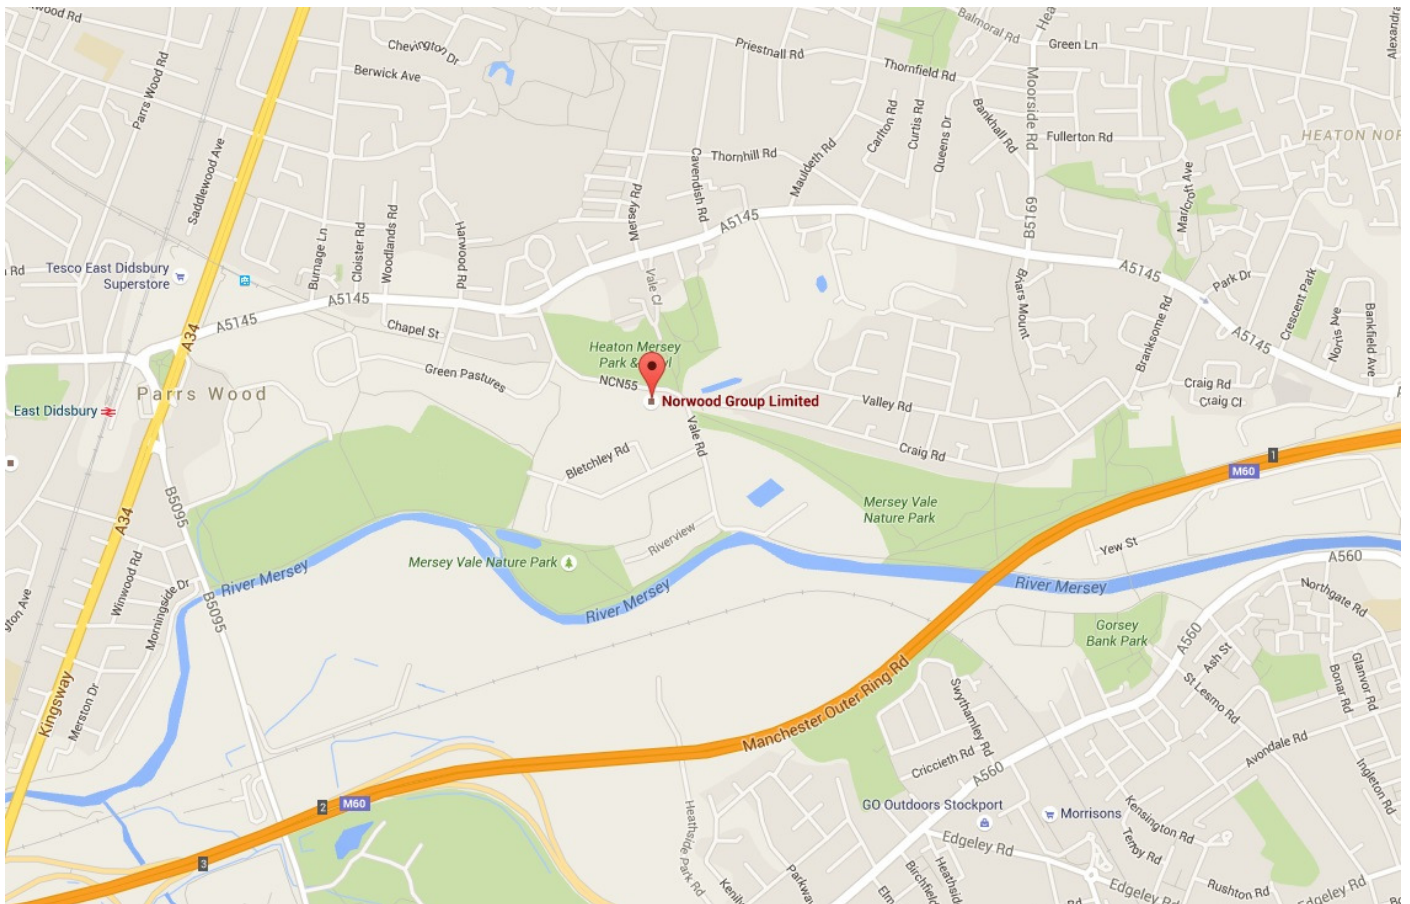 Parrs Wood Rd
Chevington Dr
Berwick Ave
Priestnall Rd
Balmoral Rd
Green Ln
Thornfield Rd
Moorside Rd
Bankhall Rd
Fullerton Rd
HEATON NOR
Saddlewood Ave
Carlton Rd
Curtis Rd
Queens Dr
Thornhill Rd
Mauldeth Rd
Cavendish Rd
Mersey Rd
A5145
B5169
A5145
Tesco East Didsbury
Superstore
Burnage Ln
Cloister Rd
Woodlands Rd
Harwood Rd
Vale Cl
Briars Mount
Park Dr
Crescent Park
Norris Ave
Bankfield Ave
Branksome Rd
A5145
A5145
A5145
A34
Chapel St
Heaton Mersey
Green Pastures
NCN55
Norwood Group Limited
Valley Rd
Craig Rd
Craig Cl
Parrs Wood
East Didsbury
Vale Rd
Craig Rd
Bletchley Rd
1
M60
B5095
A34
Mersey Vale
Nature Park
Riverview
Yew St
Mersey Vale Nature Park
River Mersey
River Mersey
River Mersey
A560
Winwood Rd
Morningside Dr
B5095
Northgate Rd
Gorsey
Bank Park
A560
Ash St
St Lesmo Rd
Glanvor Rd
Bonar Rd
Kingsway
Merston Dr
Manchester Outer Ring Rd
Swythamley Rd
Criccieth Rd
A560
Avondale Rd
Ingleton Rd
2
M60
3
Heathside Park Rd
GO Outdoors Stockport
Morrisons
Kensington Rd
Terroy Rd
Edgeley Rd
Edgeley Rd
Rushton Rd
Parkway
Elm
Birchfield
Heathside